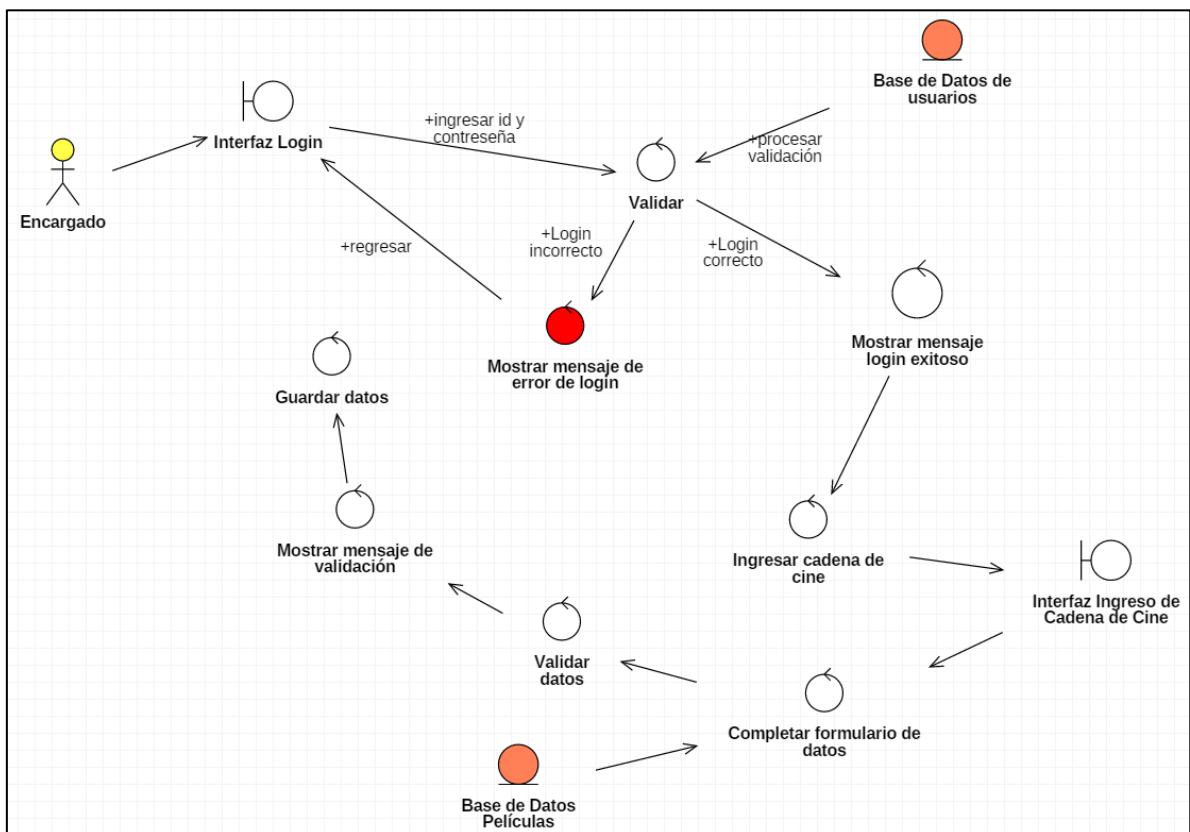 Base de Datos de
usuarios
Interfaz Login
+ingresar id y
contreseña
+procesar
validación
Encargado
Validar
+regresar
+Login
incorrecto
+Login
correcto
Mostrar mensaje
login exitoso
Mostrar mensaje de
error de login
Guardar datos
Mostrar mensaje de
validación
Ingresar cadena de
cine
Interfaz Ingreso de
Cadena de Cine
Validar
datos
Completar formulario de
datos
Base de Datos
Películas